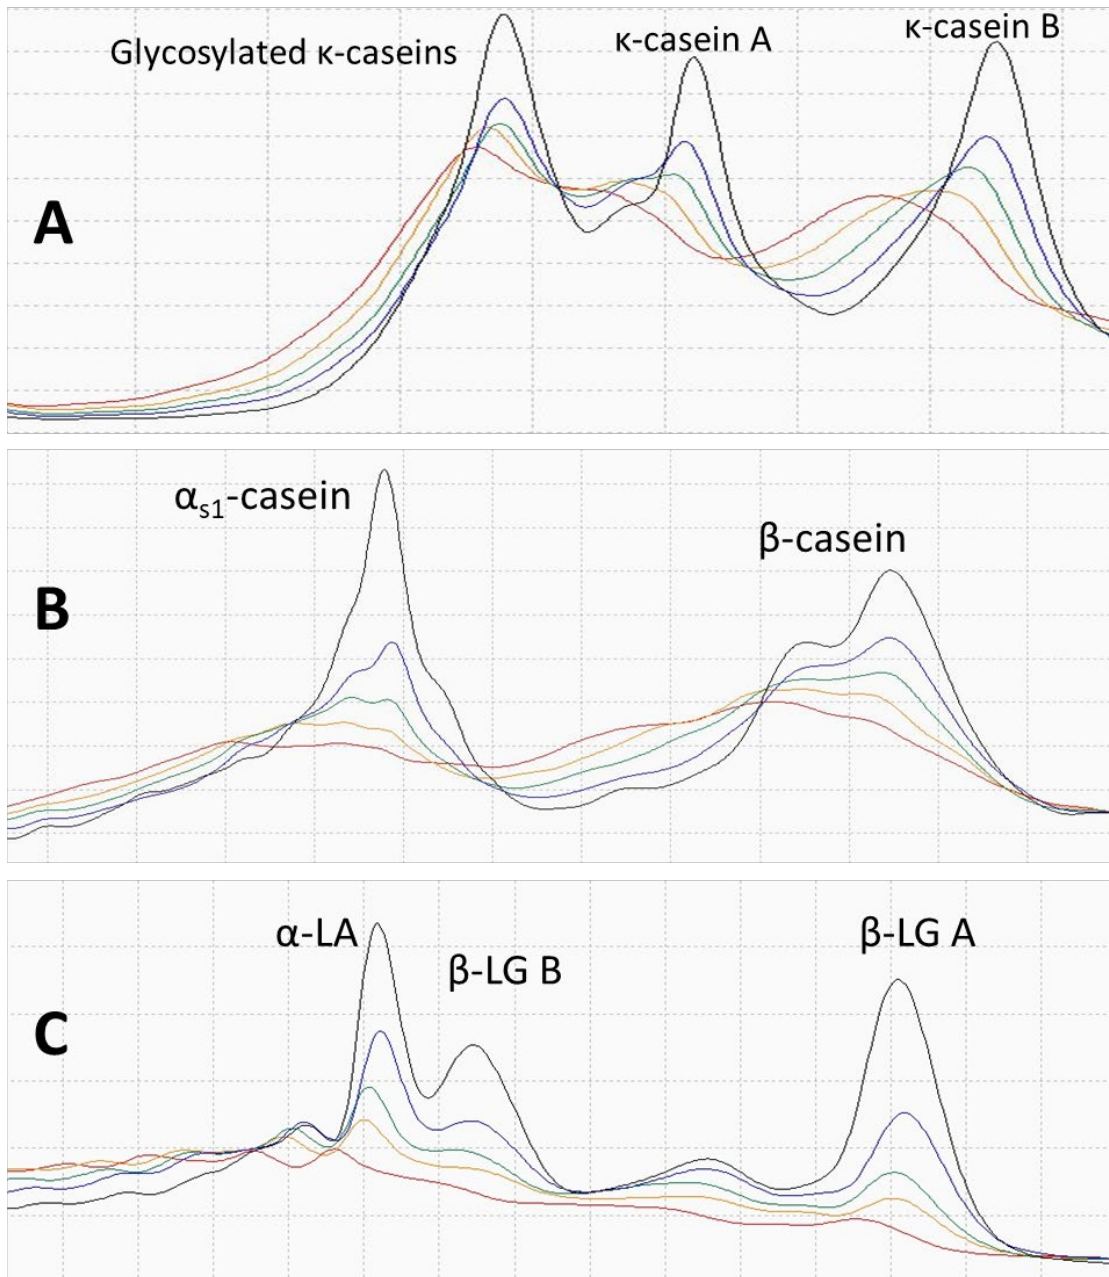 Glycosylated κ-caseins
κ-casein A
κ-casein B
A
αs1-casein
β-casein
B
α-LA
β-LG B
β-LG A
C